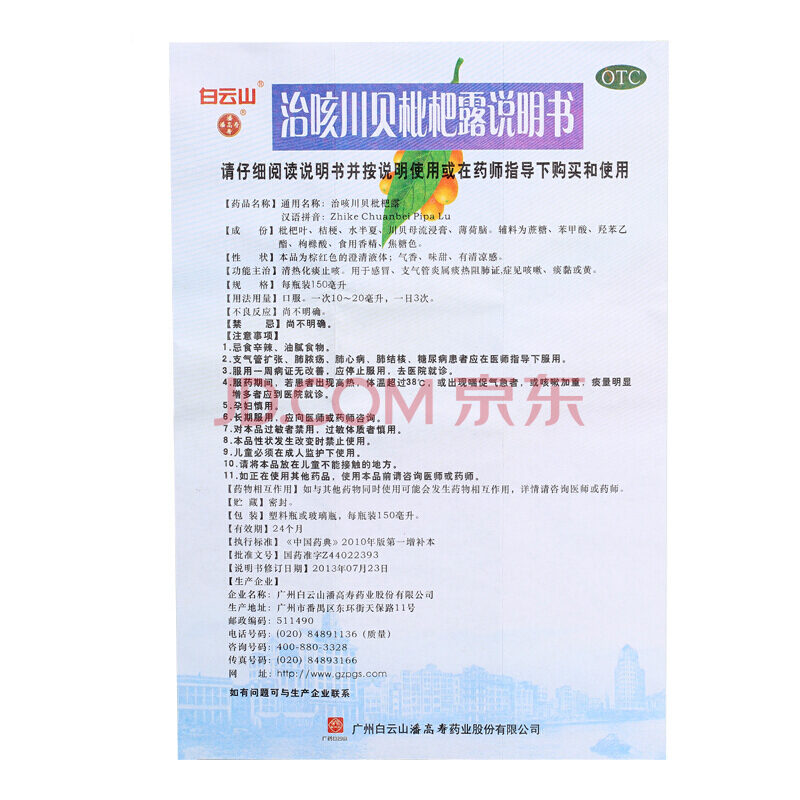 白云山®
潘高寿
®
治咳川贝枇杷露说明书
OTC
请仔细阅读说明书并按说明使用或在药师指导下购买和使用
【药品名称】通用名称：治咳川贝枇杷露
汉语拼音：Zhike Chuanbei Pipa Lu
【成 份】枇杷叶、桔梗、水半夏、川贝母流浸膏、薄荷脑。辅料为蔗糖、苯甲酸、羟苯乙
酯、枸橼酸、食用香精、焦糖色。
【性 状】本品为棕红色的澄清液体；气香、味甜、有清凉感。
【功能主治】清热化痰止咳。用于感冒、支气管炎属痰热阻肺证,症见咳嗽、痰黏或黄。
【规 格】每瓶装150毫升
【用法用量】口服。一次10~20毫升，一日3次。
【不良反应】尚不明确。
【禁 忌】尚不明确。
【注意事项】
1.忌食辛辣、油腻食物。
2.支气管扩张、肺脓疡、肺心病、肺结核、糖尿病患者应在医师指导下服用。
3.服用一周病证无改善，应停止服用，去医院就诊。
4.服药期间，若患者出现高热，体温超过38℃，或出现喘促气急者，或咳嗽加重，痰量明显
增多者应到医院就诊。
5.孕妇慎用。
6.长期服用，应向医师或药师咨询。
7.对本品过敏者禁用，过敏体质者慎用。
8.本品性状发生改变时禁止使用。
9.儿童必须在成人监护下使用。
10.请将本品放在儿童不能接触的地方。
11.如正在使用其他药品，使用本品前请咨询医师或药师。
【药物相互作用】如与其他药物同时使用可能会发生药物相互作用，详情请咨询医师或药师。
【贮 藏】密封。
【包 装】塑料瓶或玻璃瓶，每瓶装150毫升。
【有效期】24个月
【执行标准】《中国药典》2010年版第一增补本
【批准文号】国药准字Z44022393
【说明书修订日期】2013年07月23日
【生产企业】
企业名称：广州白云山潘高寿药业股份有限公司
生产地址：广州市番禺区东环街天保路11号
邮政编码：511490
电话号码：(020) 84891136（质量）
咨询号码：400-880-3328
传真号码：(020) 84893166
网 址：http://www.gzpgs.com
如有问题可与生产企业联系
广药白云山
广州白云山潘高寿药业股份有限公司
JD.COM 京东